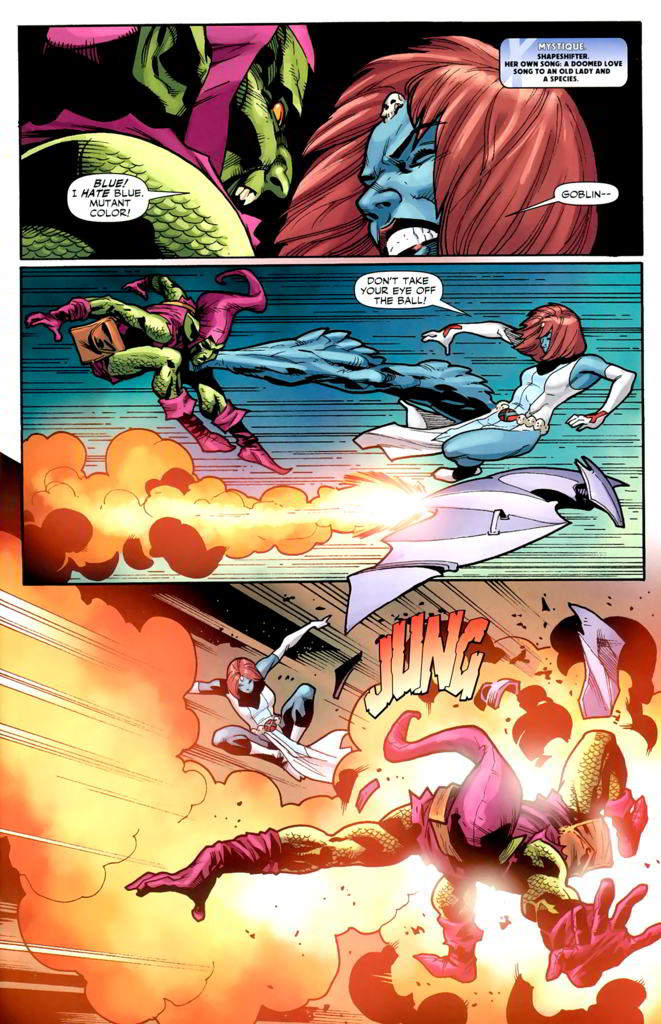 MYSTIQUE.
SHAPESHIFTER.
HER OWN SONG: A DOOMED LOVE
SONG TO AN OLD LADY AND
A SPECIES.
BLUE!
I HATE BLUE.
MUTANT
COLOR!
GOBLIN--
DON'T TAKE
YOUR EYE OFF
THE BALL!
JUNG